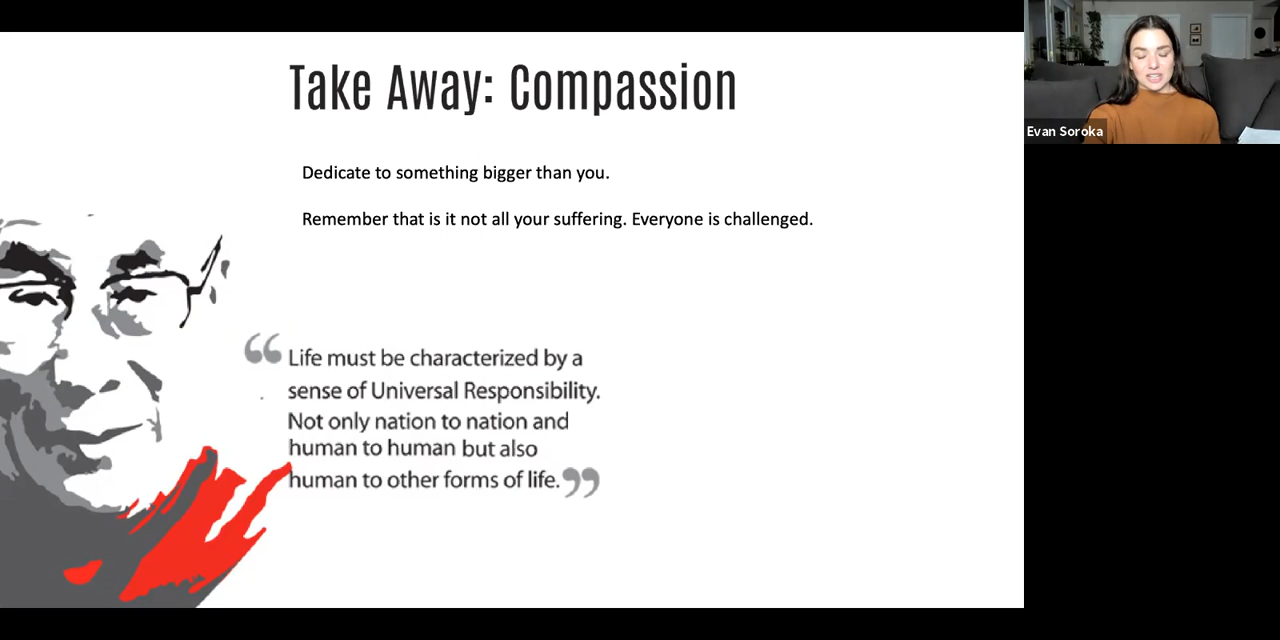 Take Away: Compassion
Evan Soroka
Dedicate to something bigger than you.
Remember that is it not all your suffering. Everyone is challenged.
“ Life must be characterized by a
sense of Universal Responsibility.
Not only nation to nation and
human to human but also
human to other forms of life.”